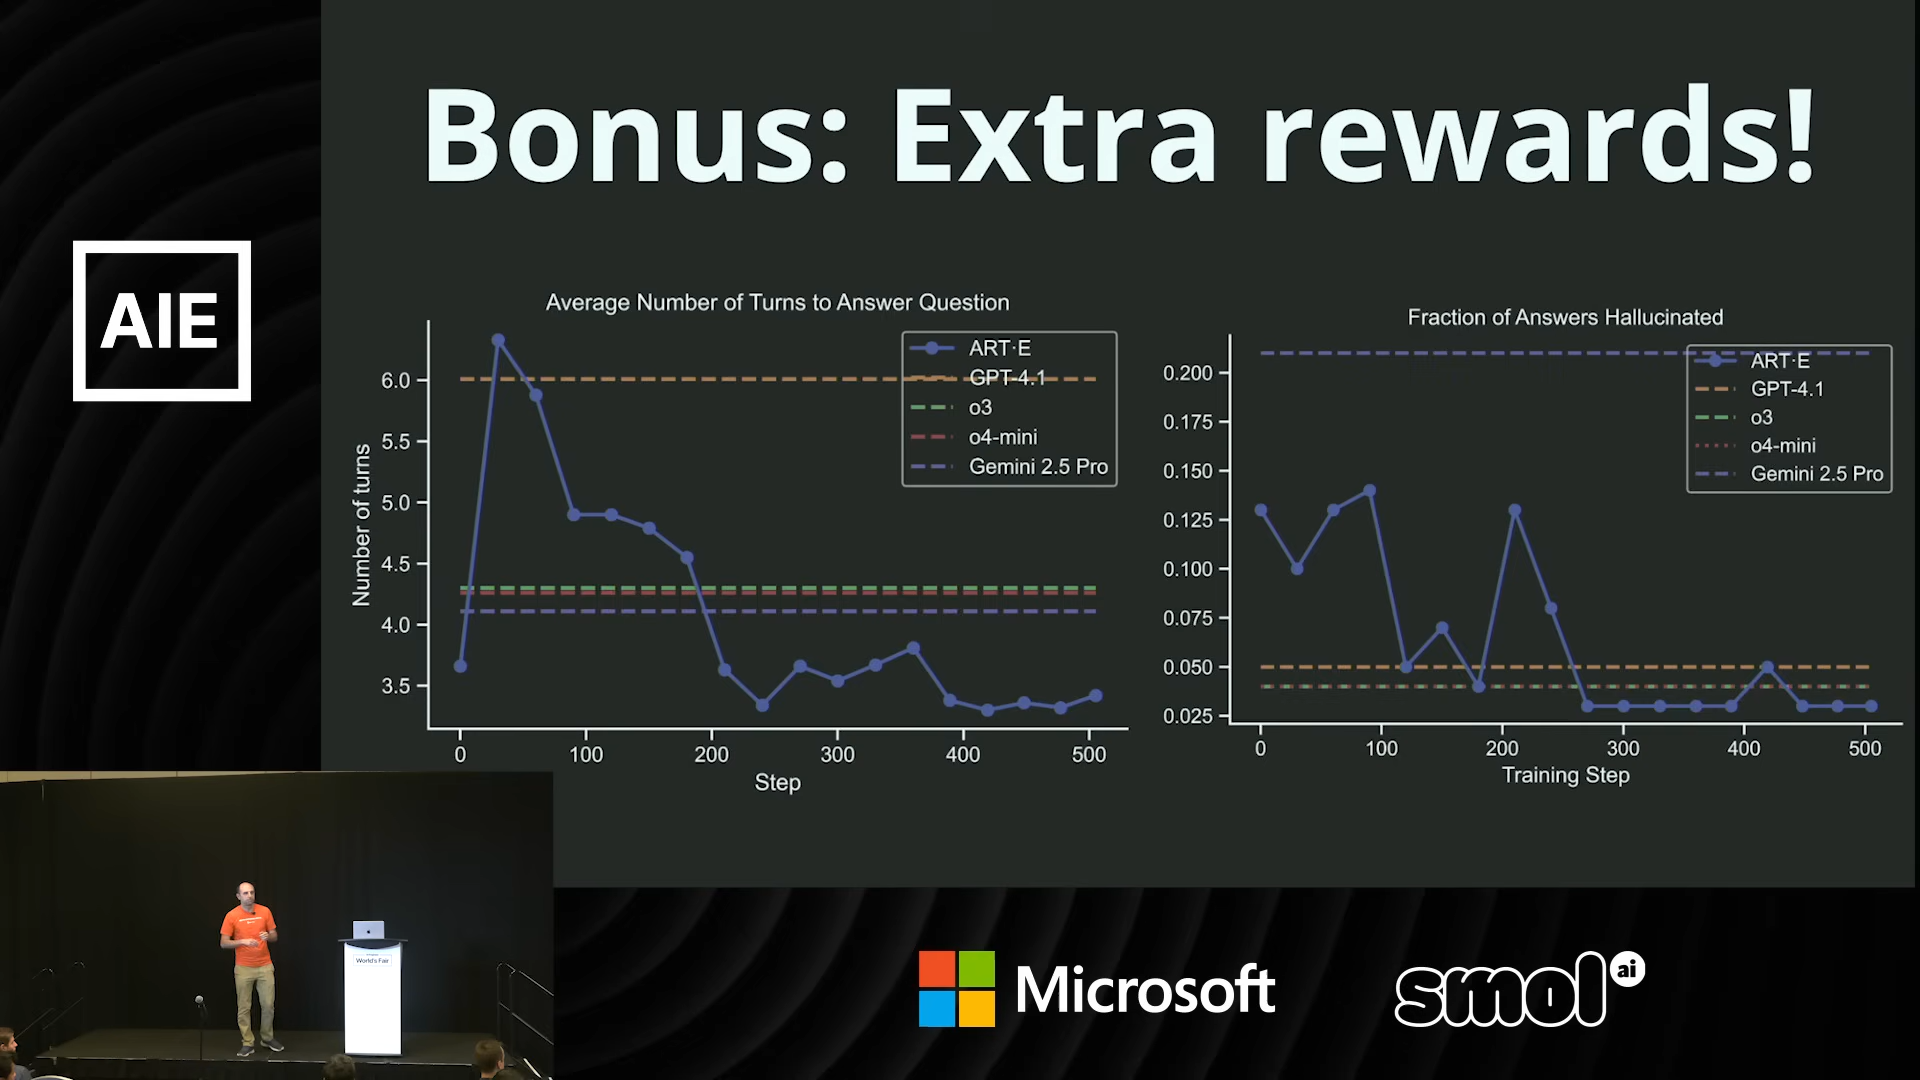 Bonus: Extra rewards!
AIE
Average Number of Turns to Answer Question
Number of turns
6.0
5.5
5.0
4.5
4.0
3.5
0 100 200 300 400 500
Step
ART·E
GPT-4.1
o3
o4-mini
Gemini 2.5 Pro
Fraction of Answers Hallucinated
0.200
0.175
0.150
0.125
0.100
0.075
0.050
0.025
0 100 200 300 400 500
Training Step
ART·E
GPT-4.1
o3
o4-mini
Gemini 2.5 Pro
World's Fair
Microsoft
smol ai